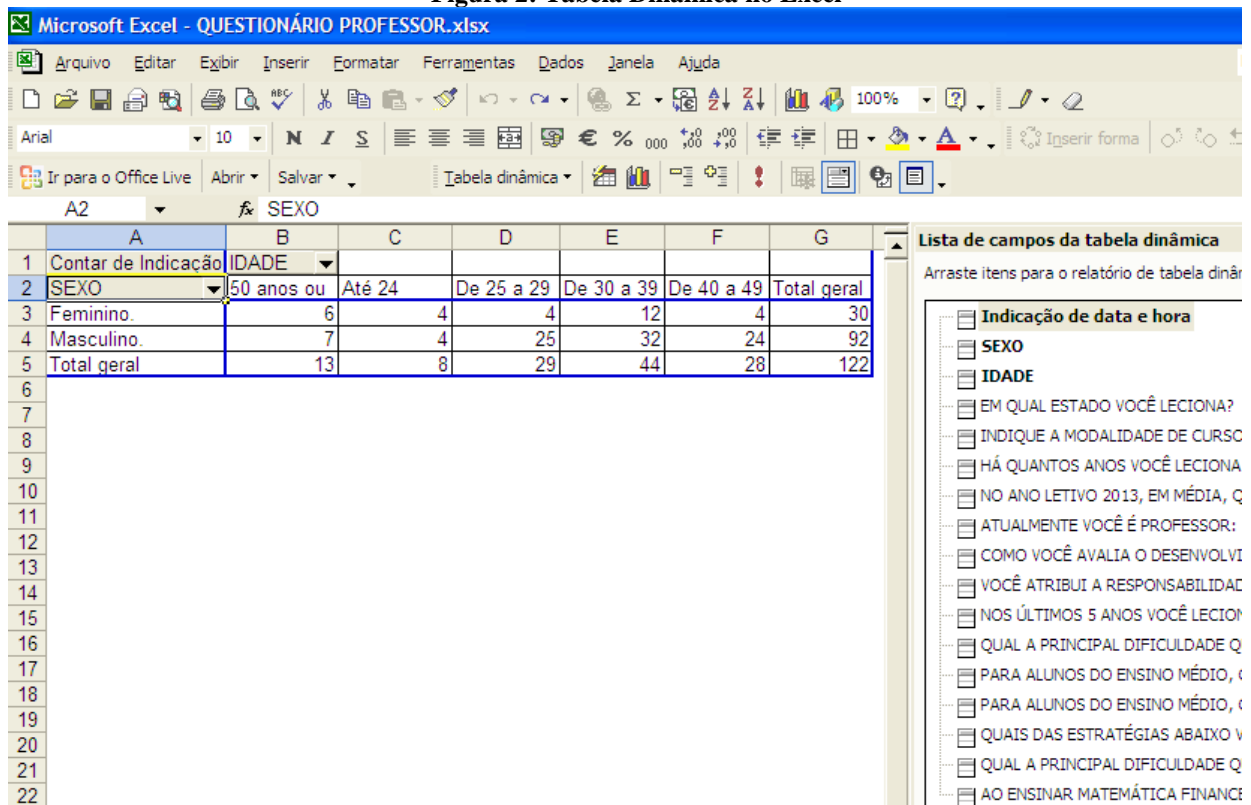 Figura 2: Tabela Dinâmica no Excel
Microsoft Excel - QUESTIONÁRIO PROFESSOR.xlsx
Arquivo Editar Exibir Inserir Formatar Ferramentas Dados Janela Ajuda
100%
Arial 10 N I S € % 000 Inserir forma
Ir para o Office Live Abrir Salvar Tabela dinâmica
A2 fx SEXO
A B C D E F G
1 Contar de Indicação IDADE
2 SEXO 50 anos ou Até 24 De 25 a 29 De 30 a 39 De 40 a 49 Total geral
3 Feminino. 6 4 4 12 4 30
4 Masculino. 7 4 25 32 24 92
5 Total geral 13 8 29 44 28 122
6
7
8
9
10
11
12
13
14
15
16
17
18
19
20
21
22
Lista de campos da tabela dinâmica
Arraste itens para o relatório de tabela dinâ
Indicação de data e hora
SEXO
IDADE
EM QUAL ESTADO VOCÊ LECIONA?
INDIQUE A MODALIDADE DE CURSO
HÁ QUANTOS ANOS VOCÊ LECIONA
NO ANO LETIVO 2013, EM MÉDIA, Q
ATUALMENTE VOCÊ É PROFESSOR:
COMO VOCÊ AVALIA O DESENVOLVI
VOCÊ ATRIBUI A RESPONSABILIDAD
NOS ÚLTIMOS 5 ANOS VOCÊ LECION
QUAL A PRINCIPAL DIFICULDADE Q
PARA ALUNOS DO ENSINO MÉDIO,
PARA ALUNOS DO ENSINO MÉDIO,
QUAIS DAS ESTRATÉGIAS ABAIXO V
QUAL A PRINCIPAL DIFICULDADE Q
AO ENSINAR MATEMÁTICA FINANCE